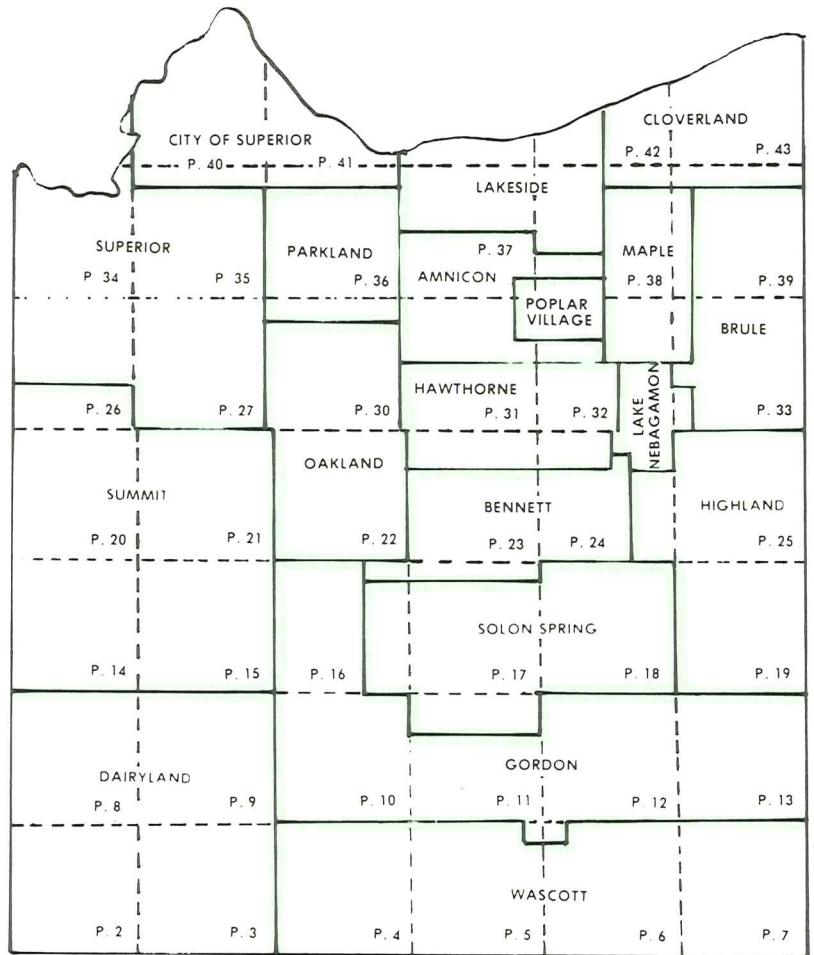 CLOVERLAND
CITY OF SUPERIOR
P. 42
P. 43
P. 40
P. 41
LAKESIDE
SUPERIOR
PARKLAND
P. 37
MAPLE
P. 34
P. 35
P. 36
AMNICON
P. 38
P. 39
POPLAR
VILLAGE
BRULE
HAWTHORNE
LAKE
NEBAGAMON
P. 26
P. 27
P. 30
P. 31
P. 32
P. 33
OAKLAND
SUMMIT
BENNETT
HIGHLAND
P. 20
P. 21
P. 22
P. 23
P. 24
P. 25
SOLON SPRING
P. 14
P. 15
P. 16
P. 17
P. 18
P. 19
GORDON
DAIRYLAND
P. 8
P. 9
P. 10
P. 11
P. 12
P. 13
WASCOTT
P. 2
P. 3
P. 4
P. 5
P. 6
P. 7